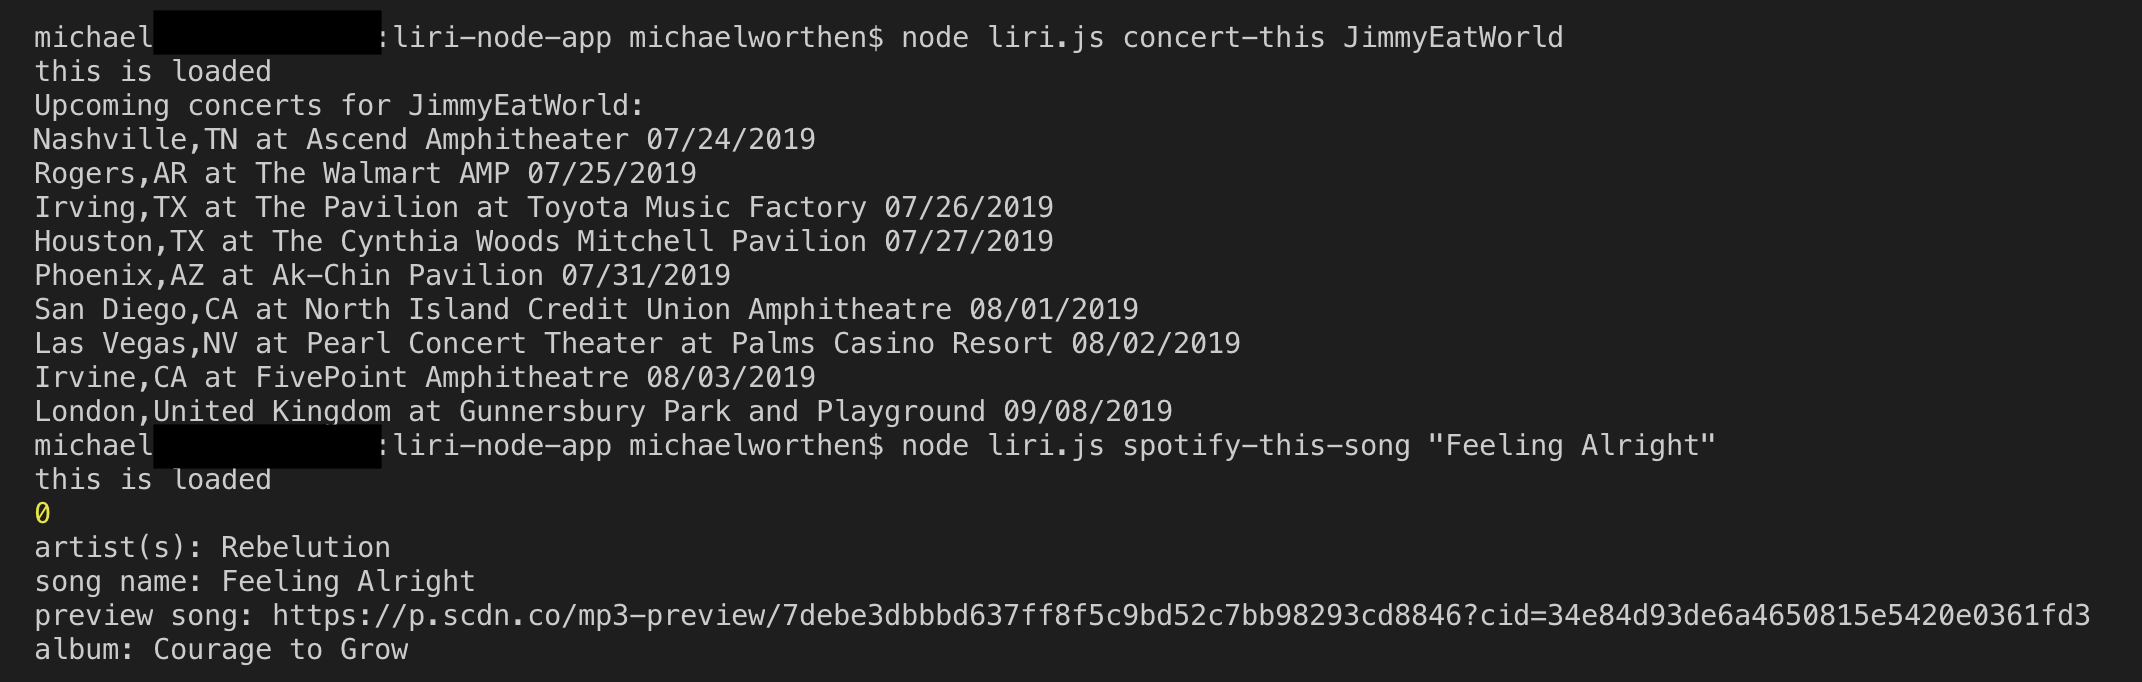 michael:liri-node-app michaelworthen$ node liri.js concert-this JimmyEatWorld
this is loaded
Upcoming concerts for JimmyEatWorld:
Nashville,TN at Ascend Amphitheater 07/24/2019
Rogers,AR at The Walmart AMP 07/25/2019
Irving,TX at The Pavilion at Toyota Music Factory 07/26/2019
Houston,TX at The Cynthia Woods Mitchell Pavilion 07/27/2019
Phoenix,AZ at Ak-Chin Pavilion 07/31/2019
San Diego,CA at North Island Credit Union Amphitheatre 08/01/2019
Las Vegas,NV at Pearl Concert Theater at Palms Casino Resort 08/02/2019
Irvine,CA at FivePoint Amphitheatre 08/03/2019
London,United Kingdom at Gunnersbury Park and Playground 09/08/2019
michael:liri-node-app michaelworthen$ node liri.js spotify-this-song "Feeling Alright"
this is loaded
0
artist(s): Rebelution
song name: Feeling Alright
preview song: https://p.scdn.co/mp3-preview/7debe3dbbbd637ff8f5c9bd52c7bb98293cd8846?cid=34e84d93de6a4650815e5420e0361fd3
album: Courage to Grow